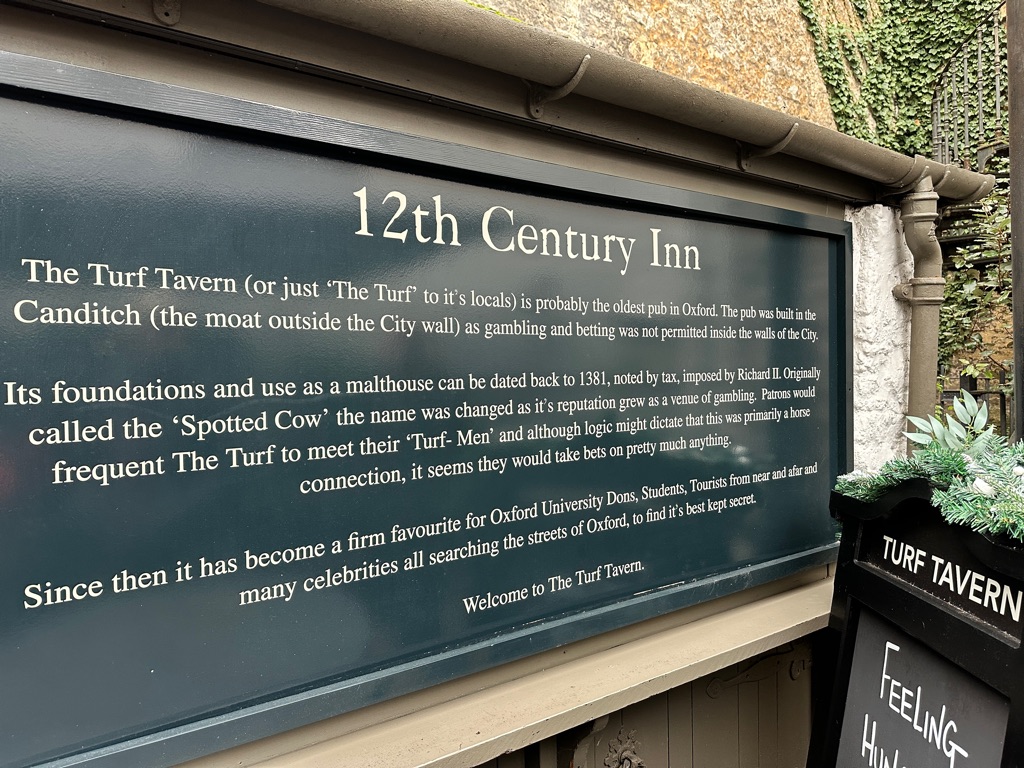 12th Century Inn
The Turf Tavern (or just ‘The Turf’ to it's locals) is probably the oldest pub in Oxford. The pub was built in the
Canditch (the moat outside the City wall) as gambling and betting was not permitted inside the walls of the City.
Its foundations and use as a malthouse can be dated back to 1381, noted by tax, imposed by Richard II. Originally
called the ‘Spotted Cow’ the name was changed as it's reputation grew as a venue of gambling. Patrons would
frequent The Turf to meet their ‘Turf- Men’ and although logic might dictate that this was primarily a horse
connection, it seems they would take bets on pretty much anything.
Since then it has become a firm favourite for Oxford University Dons, Students, Tourists from near and afar and
many celebrities all searching the streets of Oxford, to find it's best kept secret.
Welcome to The Turf Tavern.
TURF TAVERN
FEELING